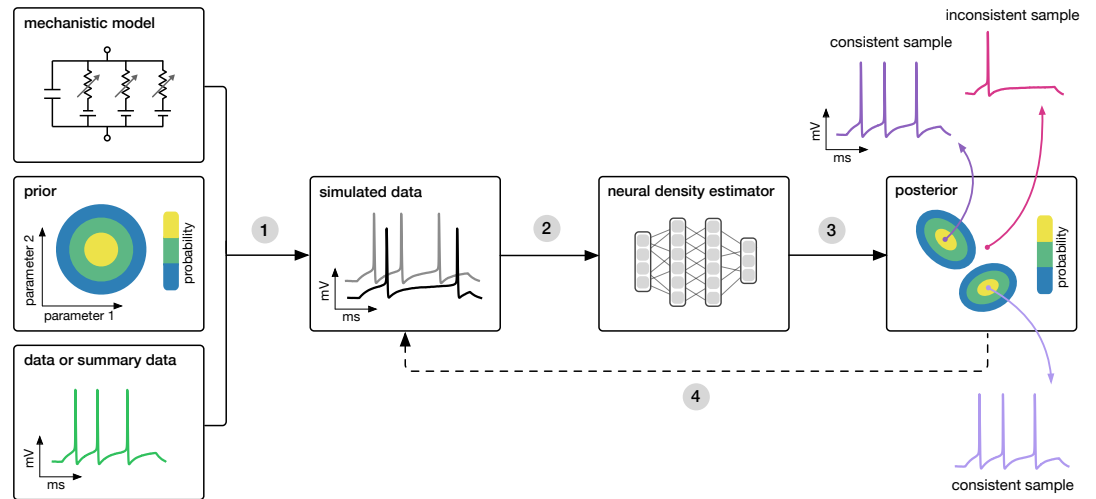 mechanistic model
prior
parameter 2
parameter 1
probability
data or summary data
mV
ms
1
simulated data
mV
ms
2
neural density estimator
3
posterior
probability
4
consistent sample
mV
ms
inconsistent sample
consistent sample